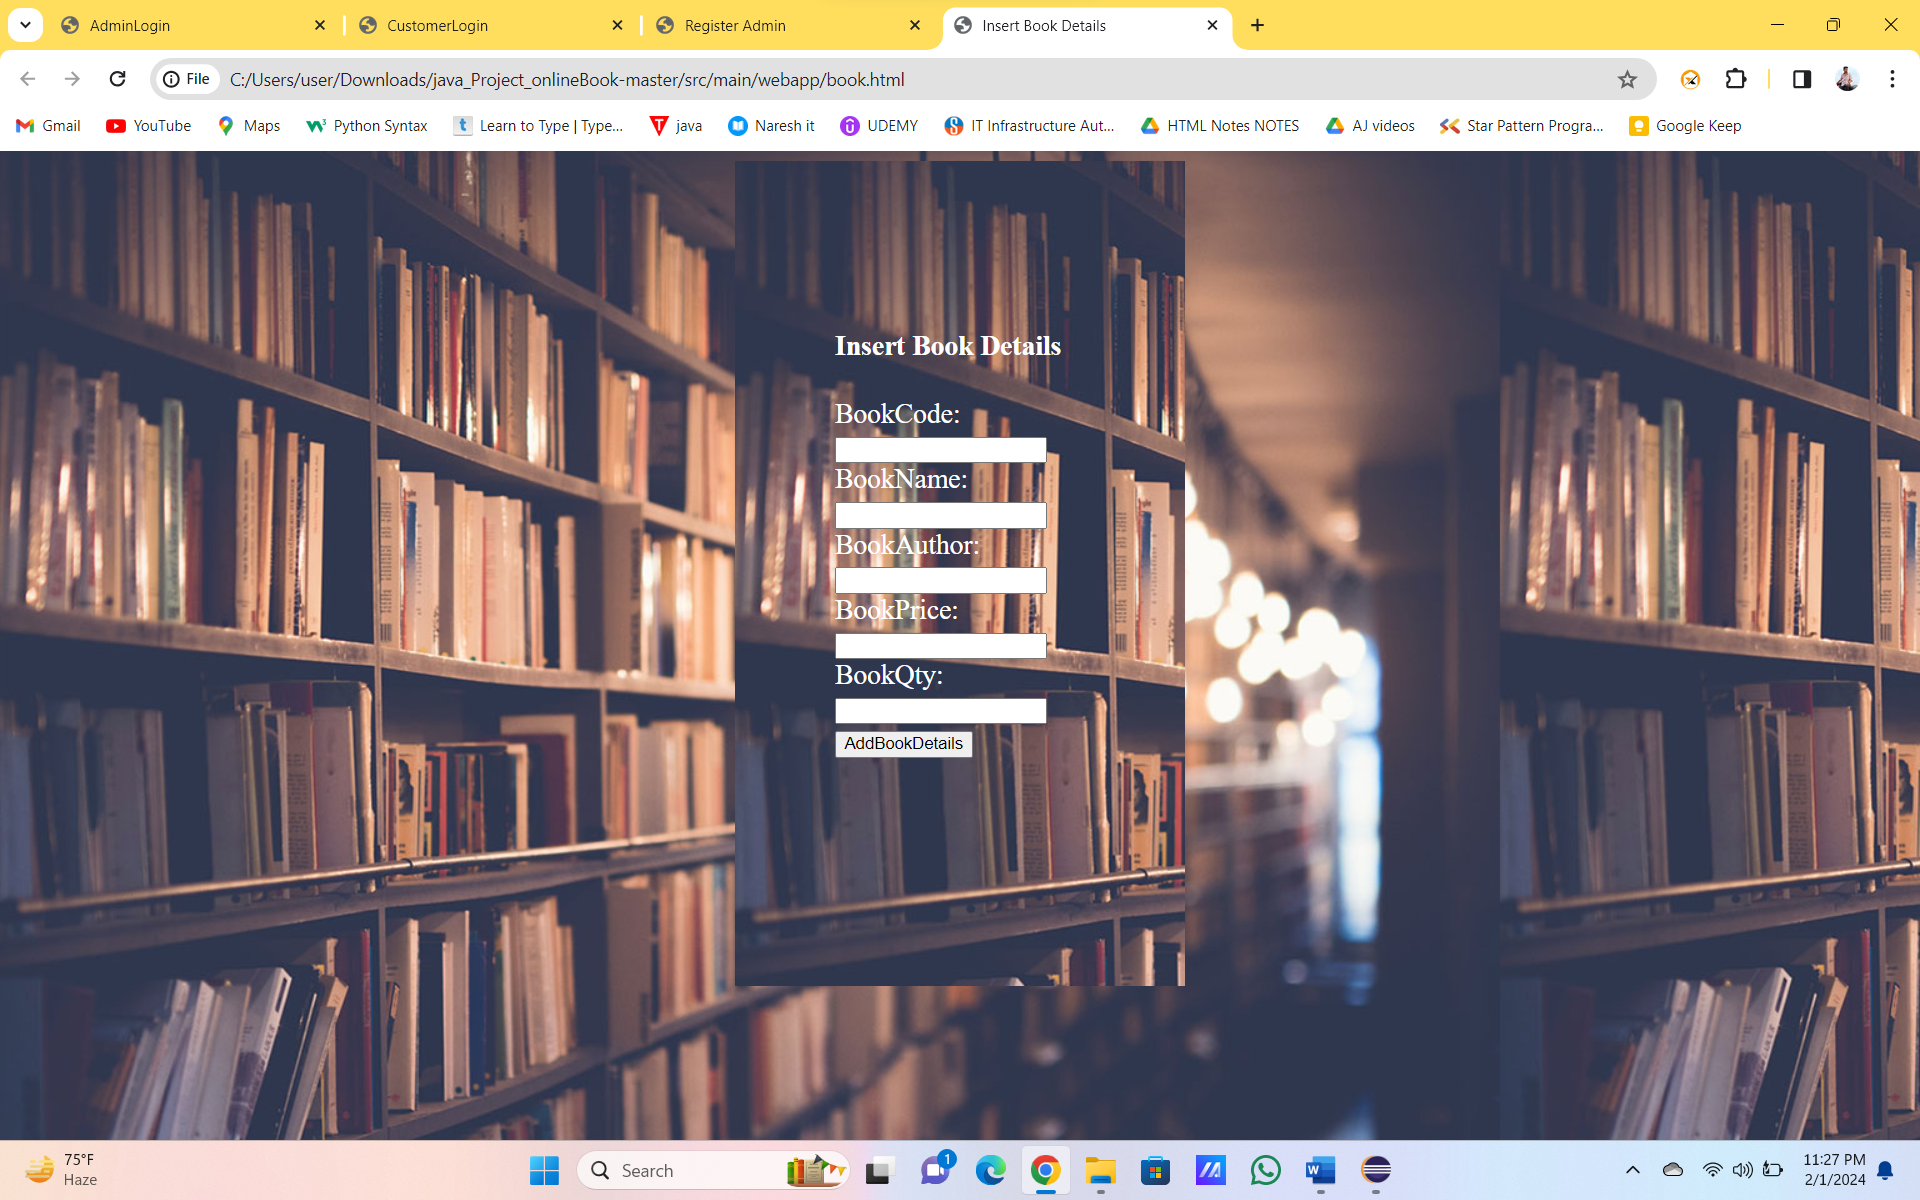 AdminLogin
CustomerLogin
Register Admin
Insert Book Details
File
C:/Users/user/Downloads/java_Project_onlineBook-master/src/main/webapp/book.html
Gmail
YouTube
Maps
Python Syntax
Learn to Type | Type...
java
Naresh it
UDEMY
IT Infrastructure Aut...
HTML Notes NOTES
AJ videos
Star Pattern Progra...
Google Keep
Insert Book Details
BookCode:
BookName:
BookAuthor:
BookPrice:
BookQty:
AddBookDetails
75°F
Haze
Search
1
11:27 PM
2/1/2024